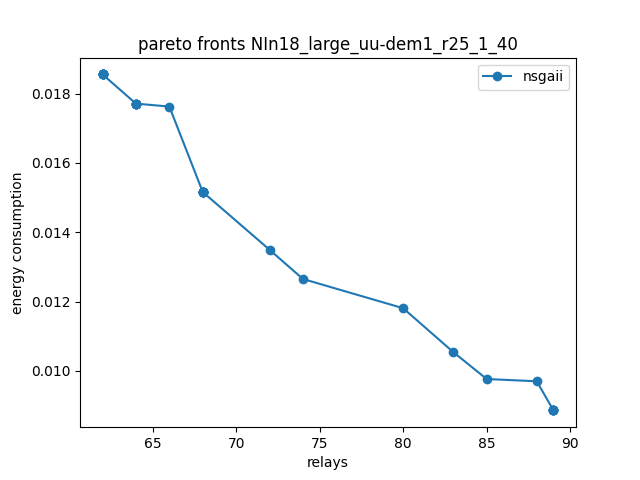 pareto fronts NIn18_large_uu-dem1_r25_1_40
nsgaii
0.018
0.016
0.014
0.012
0.010
energy consumption
65 70 75 80 85 90
relays